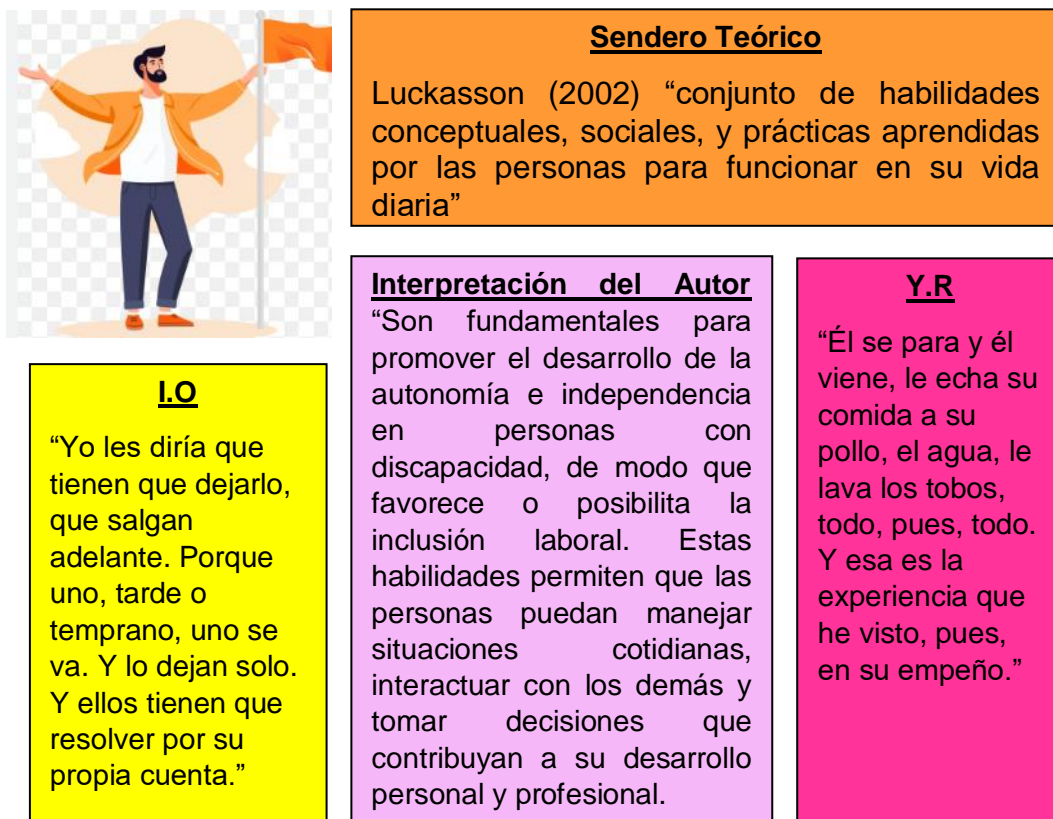 Sendero Teórico
Luckasson (2002) “conjunto de habilidades
conceptuales, sociales, y prácticas aprendidas
por las personas para funcionar en su vida
diaria”
I.O
“Yo les diría que
tienen que dejarlo,
que salgan
adelante. Porque
uno, tarde o
temprano, uno se
va. Y lo dejan solo.
Y ellos tienen que
resolver por su
propia cuenta.”
Interpretación del Autor
“Son fundamentales para
promover el desarrollo de la
autonomía e independencia
en personas con
discapacidad, de modo que
favorece o posibilita la
inclusión laboral. Estas
habilidades permiten que las
personas puedan manejar
situaciones cotidianas,
interactuar con los demás y
tomar decisiones que
contribuyan a su desarrollo
personal y profesional.
Y.R
“Él se para y él
viene, le echa su
comida a su
pollo, el agua, le
lava los tobos,
todo, pues, todo.
Y esa es la
experiencia que
he visto, pues,
en su empeño.”